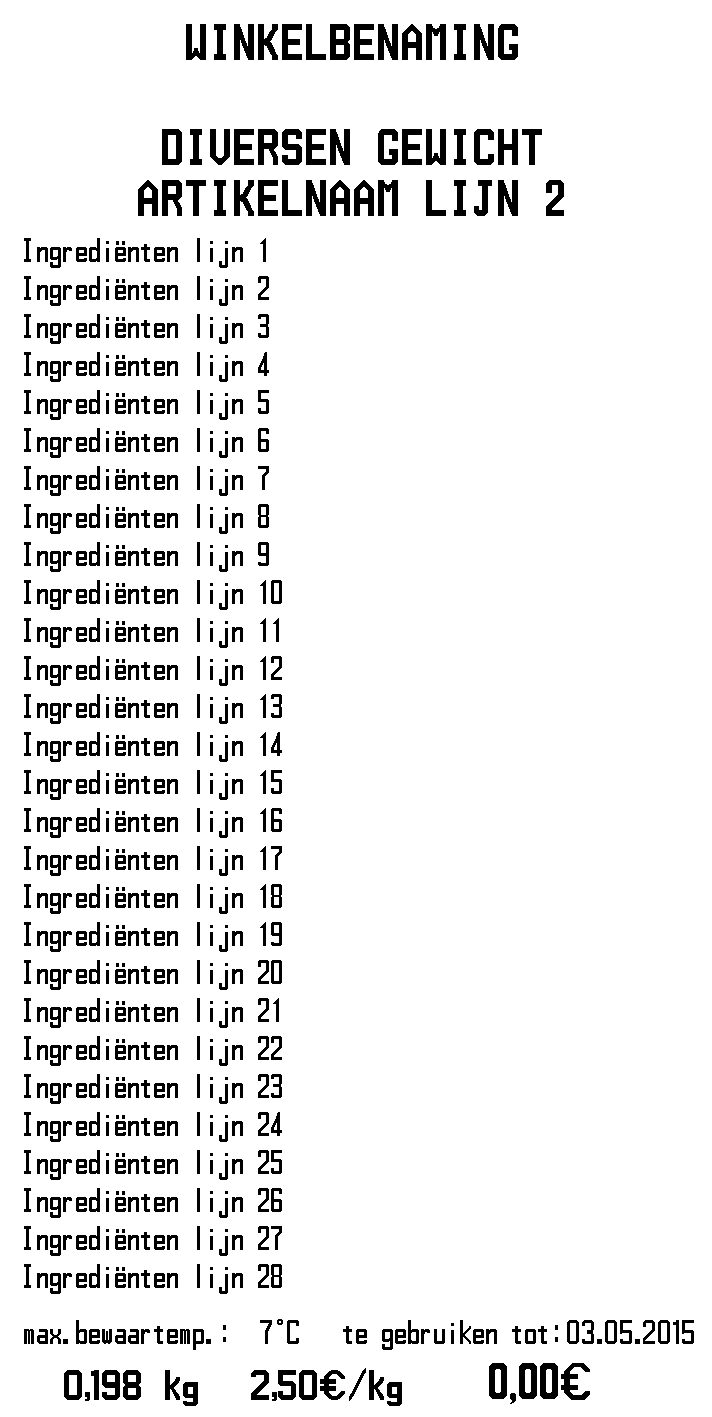 WINKELBENAMING
DIVERSEN GEWICHT
ARTIKELNAAM LIJN 2
Ingrediënten lijn 1
Ingrediënten lijn 2
Ingrediënten lijn 3
Ingrediënten lijn 4
Ingrediënten lijn 5
Ingrediënten lijn 6
Ingrediënten lijn 7
Ingrediënten lijn 8
Ingrediënten lijn 9
Ingrediënten lijn 10
Ingrediënten lijn 11
Ingrediënten lijn 12
Ingrediënten lijn 13
Ingrediënten lijn 14
Ingrediënten lijn 15
Ingrediënten lijn 16
Ingrediënten lijn 17
Ingrediënten lijn 18
Ingrediënten lijn 19
Ingrediënten lijn 20
Ingrediënten lijn 21
Ingrediënten lijn 22
Ingrediënten lijn 23
Ingrediënten lijn 24
Ingrediënten lijn 25
Ingrediënten lijn 26
Ingrediënten lijn 27
Ingrediënten lijn 28
max.bewaartemp.: 7°C te gebruiken tot:03.05.2015
0,198 kg 2,50€/kg 0,00€